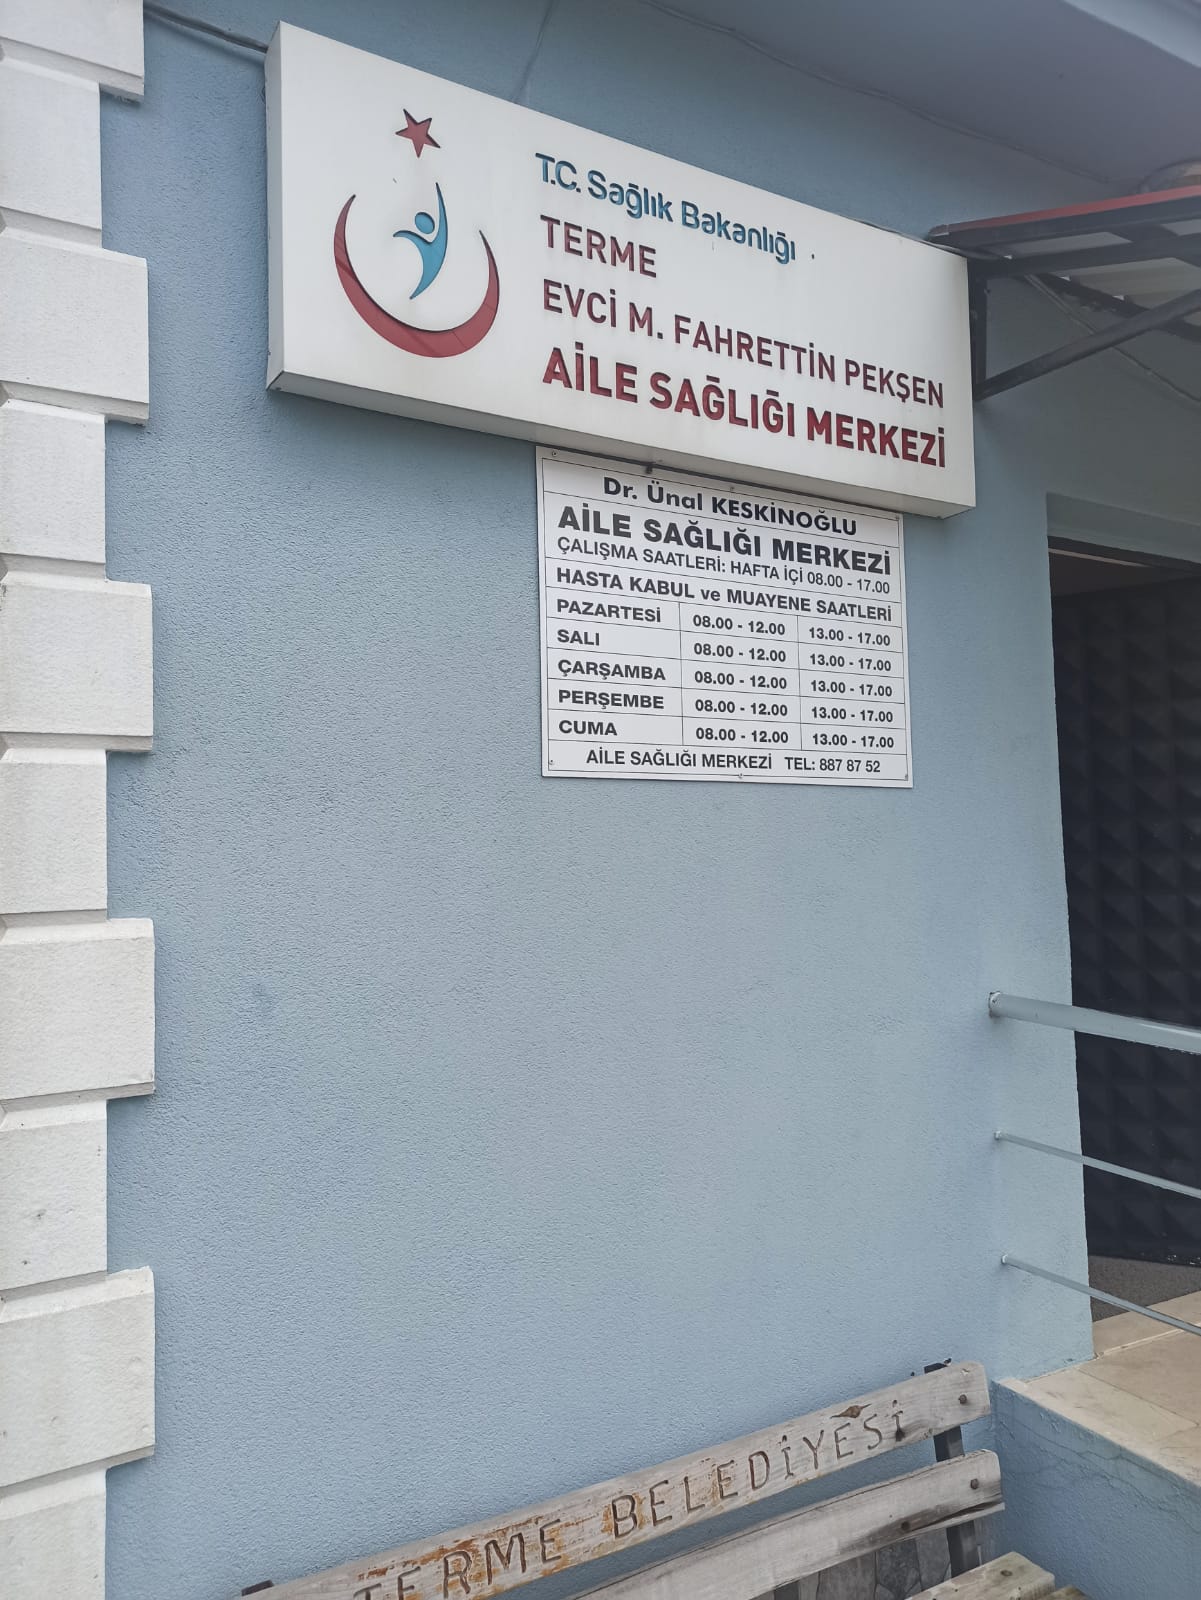 T.C. Sağlık Bakanlığı
TERME
EVCİ M. FAHRETTİN PEKŞEN
AİLE SAĞLIĞI MERKEZİ
Dr. Ünal KESKİNOĞLU
AİLE SAĞLIĞI MERKEZİ
ÇALIŞMA SAATLERİ: HAFTA İÇİ 08.00 - 17.00
HASTA KABUL ve MUAYENE SAATLERİ
PAZARTESİ 08.00 - 12.00 13.00 - 17.00
SALI 08.00 - 12.00 13.00 - 17.00
ÇARŞAMBA 08.00 - 12.00 13.00 - 17.00
PERŞEMBE 08.00 - 12.00 13.00 - 17.00
CUMA 08.00 - 12.00 13.00 - 17.00
AİLE SAĞLIĞI MERKEZİ TEL: 887 87 52
TERME BELEDİYESİ